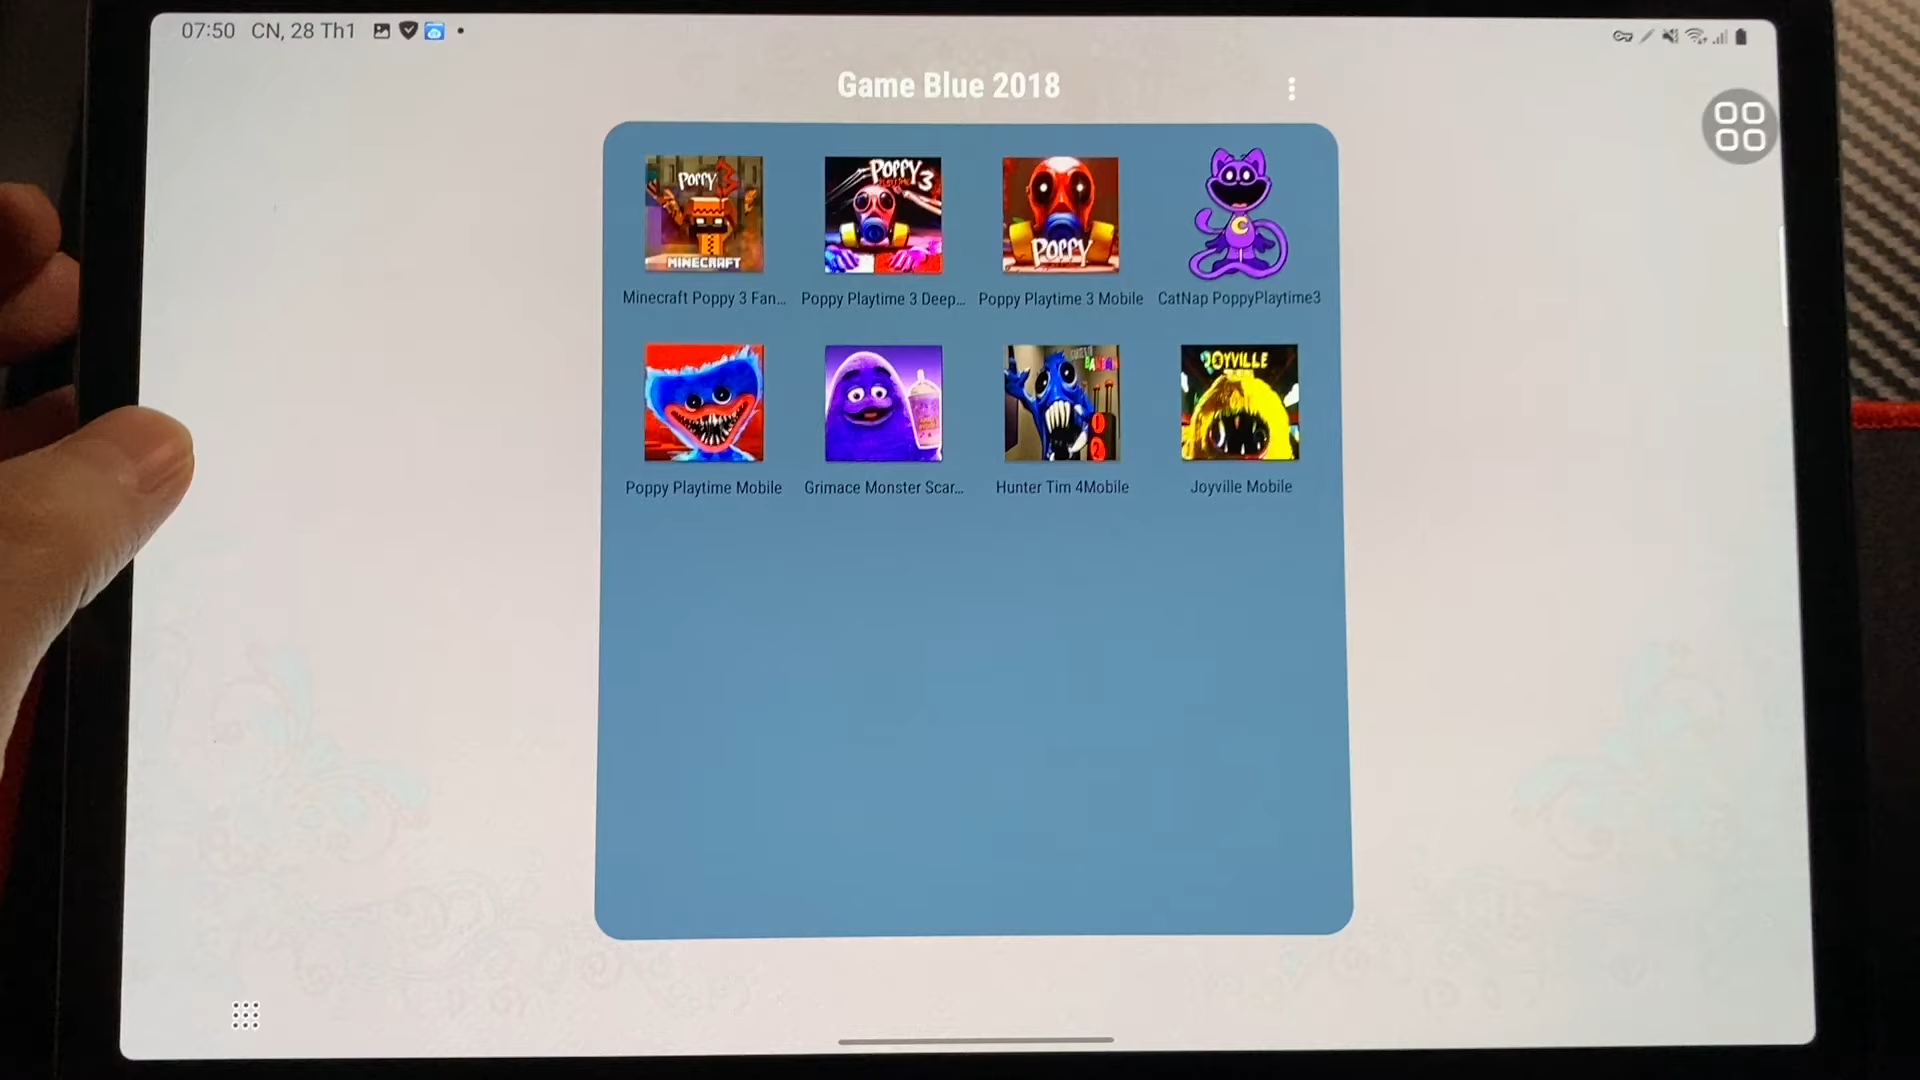 07:50 CN, 28 Th1
Game Blue 2018
POPPY 3
MINECRAFT
POPPY
3
POPPY
C
Minecraft Poppy 3 Fan...
Poppy Playtime 3 Deep...
Poppy Playtime 3 Mobile
CatNap PoppyPlaytime3
BANBAN
JOYVILLE
Poppy Playtime Mobile
Grimace Monster Scar...
Hunter Tim 4Mobile
Joyville Mobile